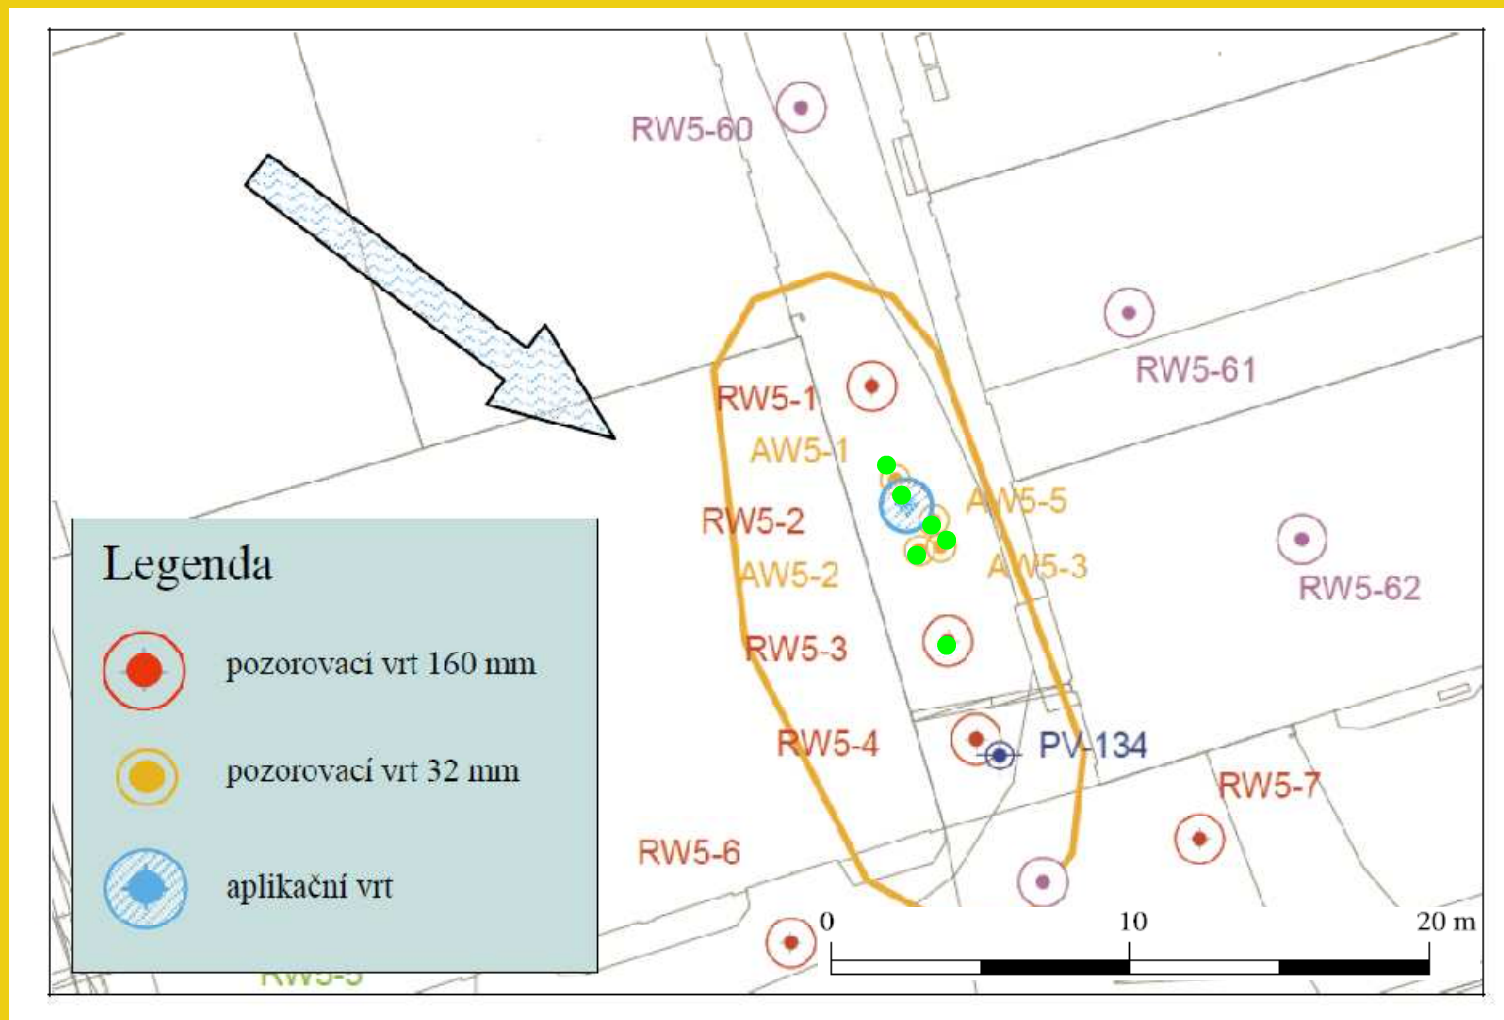 RW5-60
RW5-61
RW5-1
AW5-1
AW5-5
RW5-2
AW5-3
AW5-2
RW5-62
RW5-3
RW5-4
PV-134
RW5-7
RW5-6
Legenda
pozorovací vrt 160 mm
pozorovací vrt 32 mm
aplikační vrt
RW5-5
0 10 20 m